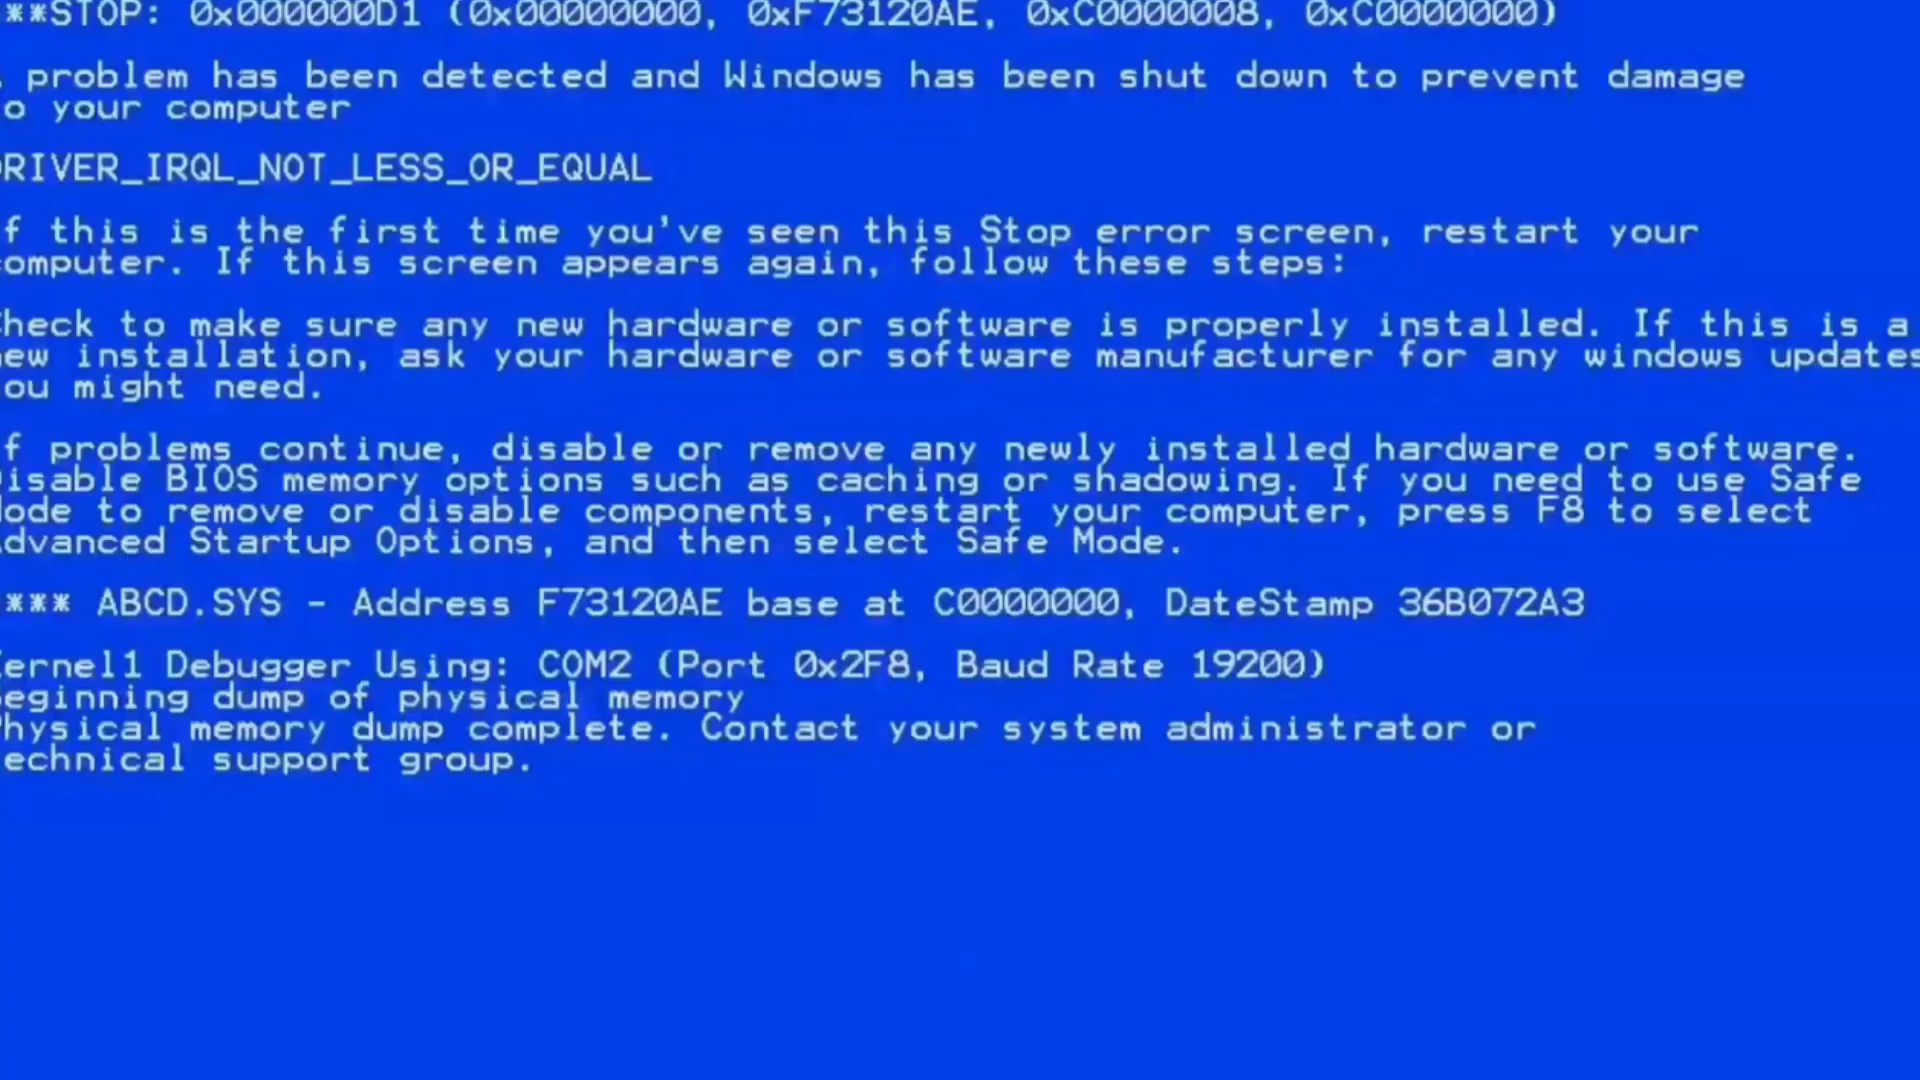 **STOP: 0x000000D1 (0x00000000, 0xF73120AE, 0xC0000008, 0xC0000000)
problem has been detected and Windows has been shut down to prevent damage
o your computer
RIVER_IRQL_NOT_LESS_OR_EQUAL
f this is the first time you've seen this Stop error screen, restart your
omputer. If this screen appears again, follow these steps:
heck to make sure any new hardware or software is properly installed. If this is a
ew installation, ask your hardware or software manufacturer for any windows updates
ou might need.
f problems continue, disable or remove any newly installed hardware or software.
isable BIOS memory options such as caching or shadowing. If you need to use Safe
ode to remove or disable components, restart your computer, press F8 to select
dvanced Startup Options, and then select Safe Mode.
*** ABCD.SYS - Address F73120AE base at C0000000, DateStamp 36B072A3
ernel1 Debugger Using: COM2 (Port 0x2F8, Baud Rate 19200)
eginning dump of physical memory
hysical memory dump complete. Contact your system administrator or
echnical support group.